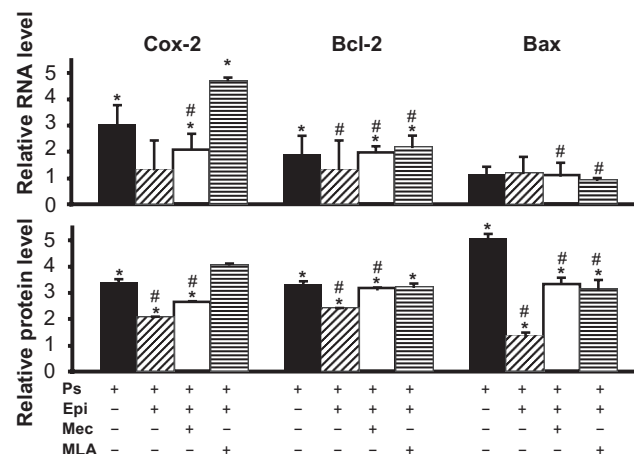 Cox-2 Bcl-2 Bax
Relative RNA level
5
4
3
2
1
0
* # * * * # # * # * # #
Relative protein level
5
4
3
2
1
0
* # * # * * # * # * * * # * # * # *
Ps + + + + + + + + + + + +
Epi – + + + – + + + – + + +
Mec – – + – – – + – – – + –
MLA – – – + – – – + – – – +